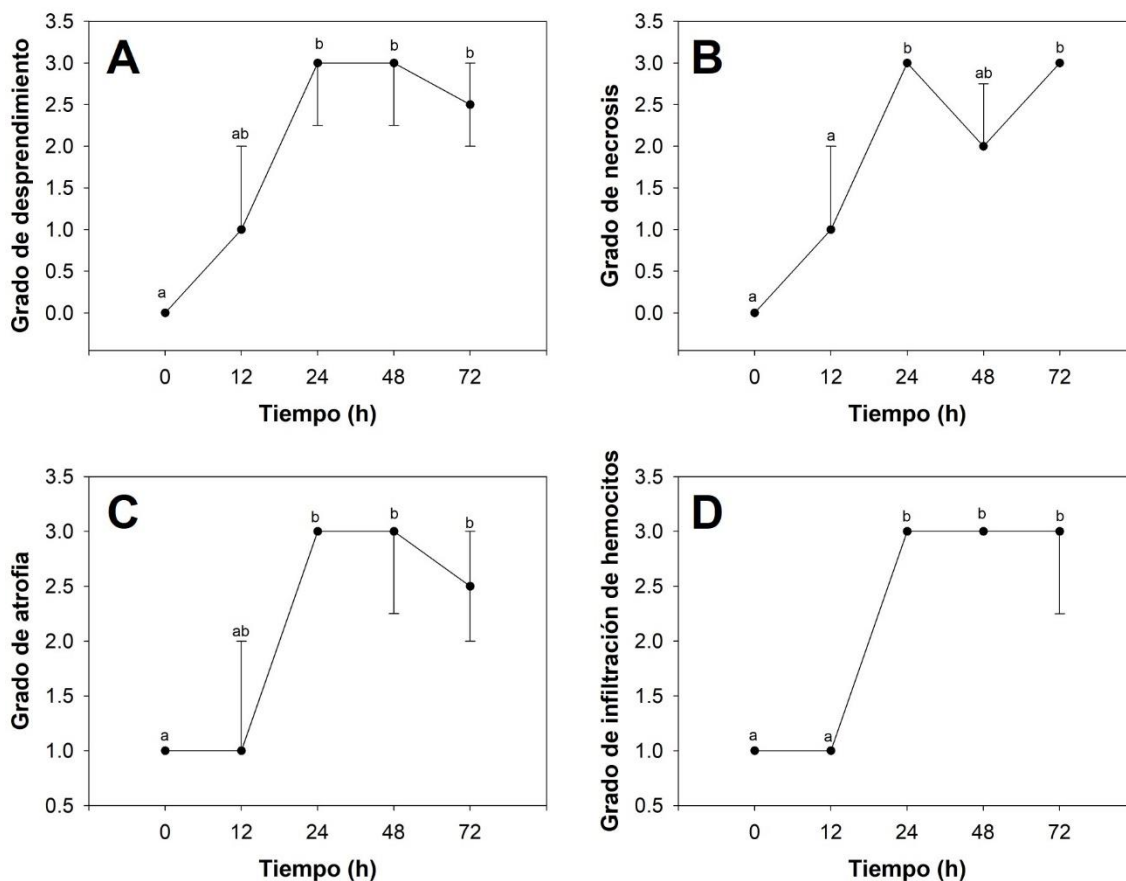 A
Grado de desprendimiento
3.5
3.0
2.5
2.0
1.5
1.0
0.5
0.0
a
ab
b
b
b
0 12 24 48 72
Tiempo (h)
B
Grado de necrosis
3.5
3.0
2.5
2.0
1.5
1.0
0.5
0.0
a
a
b
ab
b
0 12 24 48 72
Tiempo (h)
C
Grado de atrofia
3.5
3.0
2.5
2.0
1.5
1.0
0.5
a
ab
b
b
b
0 12 24 48 72
Tiempo (h)
D
Grado de infiltración de hemocitos
3.5
3.0
2.5
2.0
1.5
1.0
0.5
a
a
b
b
b
0 12 24 48 72
Tiempo (h)